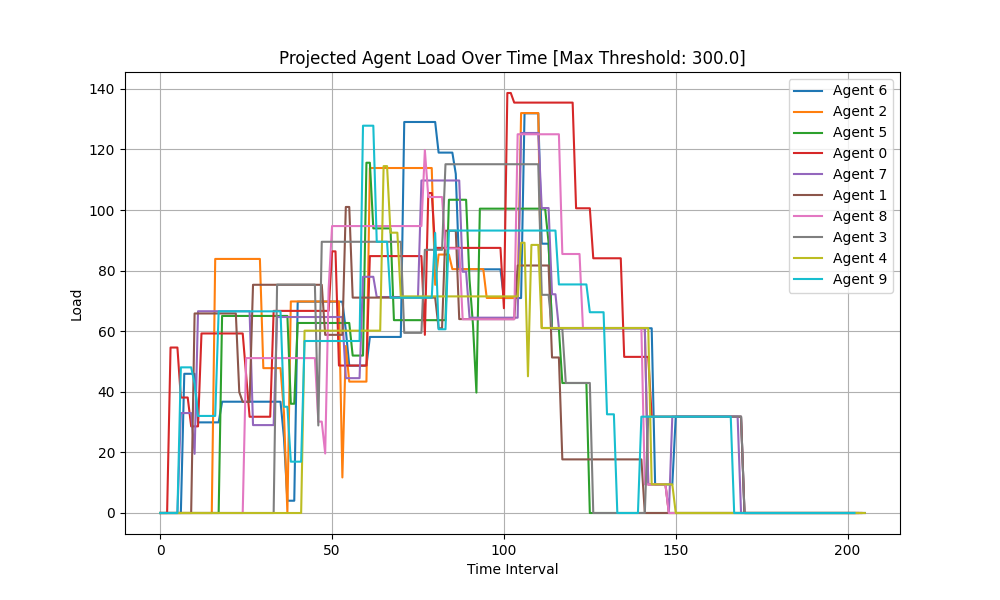 Projected Agent Load Over Time [Max Threshold: 300.0]
Load
140
120
100
80
60
40
20
0
0 50 100 150 200
Time Interval
Agent 6
Agent 2
Agent 5
Agent 0
Agent 7
Agent 1
Agent 8
Agent 3
Agent 4
Agent 9